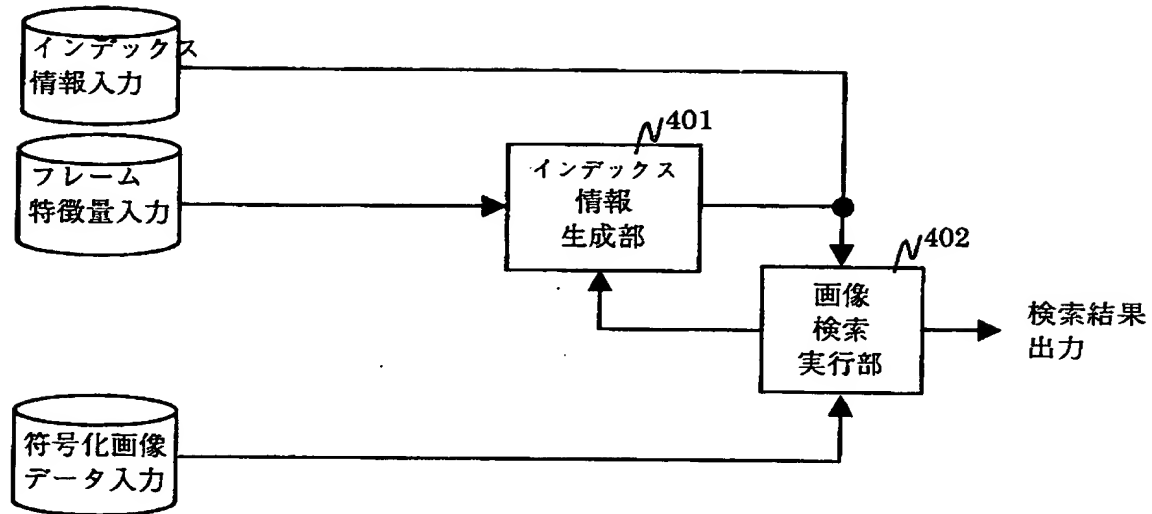 インデックス
情報入力
フレーム
特徴量入力
401
インデックス
情報
生成部
402
画像
検索
実行部
検索結果
出力
符号化画像
データ入力